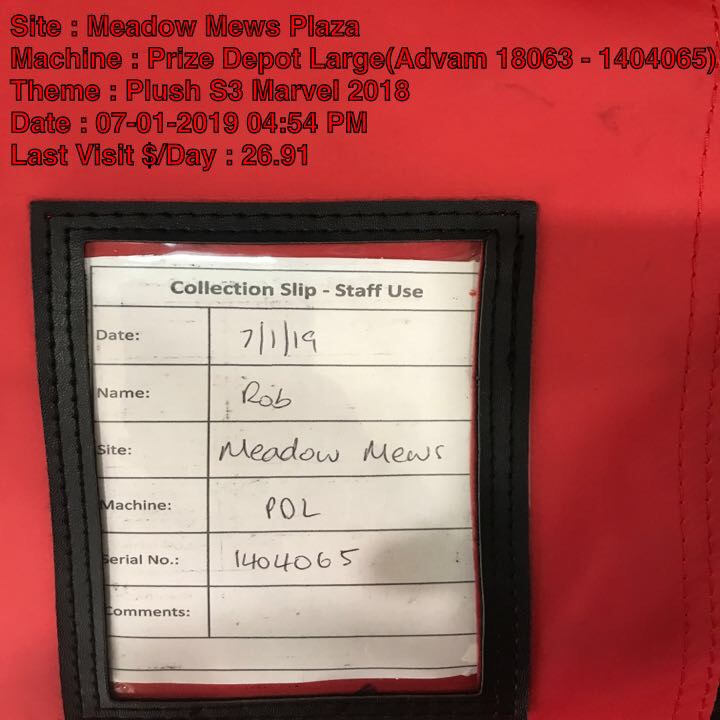 Site : Meadow Mews Plaza
Machine : Prize Depot Large(Advam 18063 - 1404065)
Theme : Plush S3 Marvel 2018
Date : 07-01-2019 04:54 PM
Last Visit $/Day : 26.91
Collection Slip - Staff Use
Date: 7/1/19
Name: Rob
Site: Meadow Mews
Machine: PDL
Serial No.: 1404065
Comments: